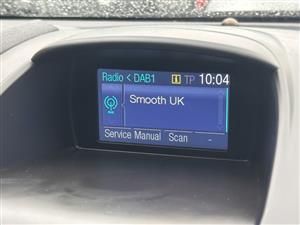 Radio < DAB1 i TP 10:04
Smooth UK
Service Manual Scan -